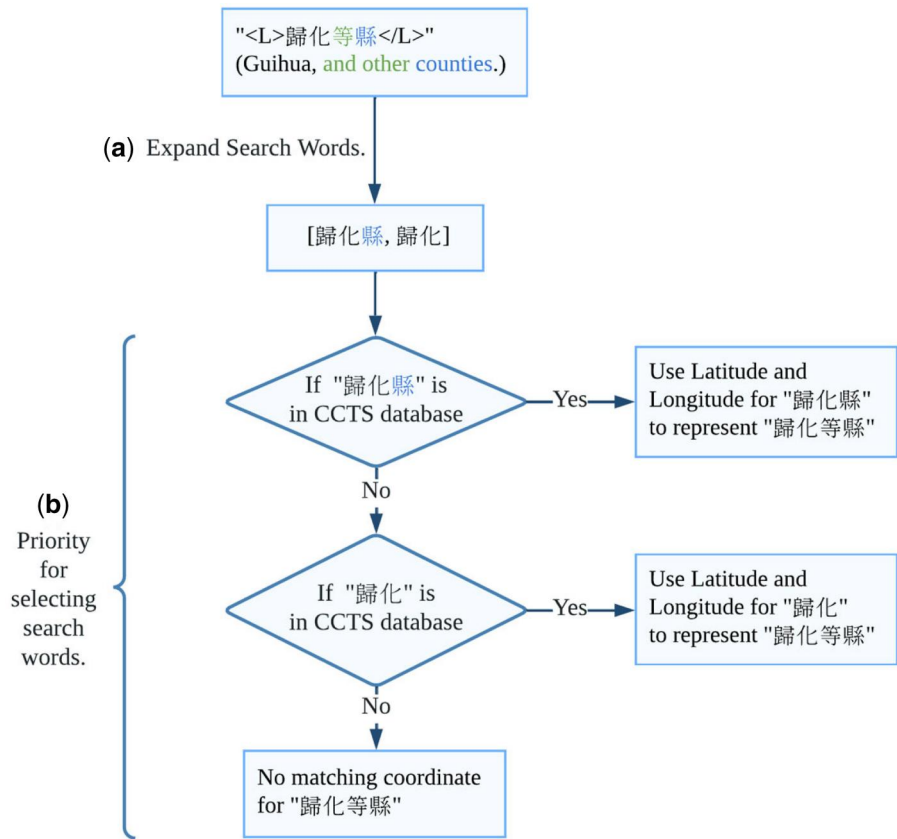 "<L>歸化等縣</L>"
(Guihua, and other counties.)
(a) Expand Search Words.
[歸化縣, 歸化]
If "歸化縣" is
in CCTS database
Yes
Use Latitude and
Longitude for "歸化縣"
to represent "歸化等縣"
No
(b)
Priority
for
selecting
search
words.
If "歸化" is
in CCTS database
Yes
Use Latitude and
Longitude for "歸化"
to represent "歸化等縣"
No
No matching coordinate
for "歸化等縣"